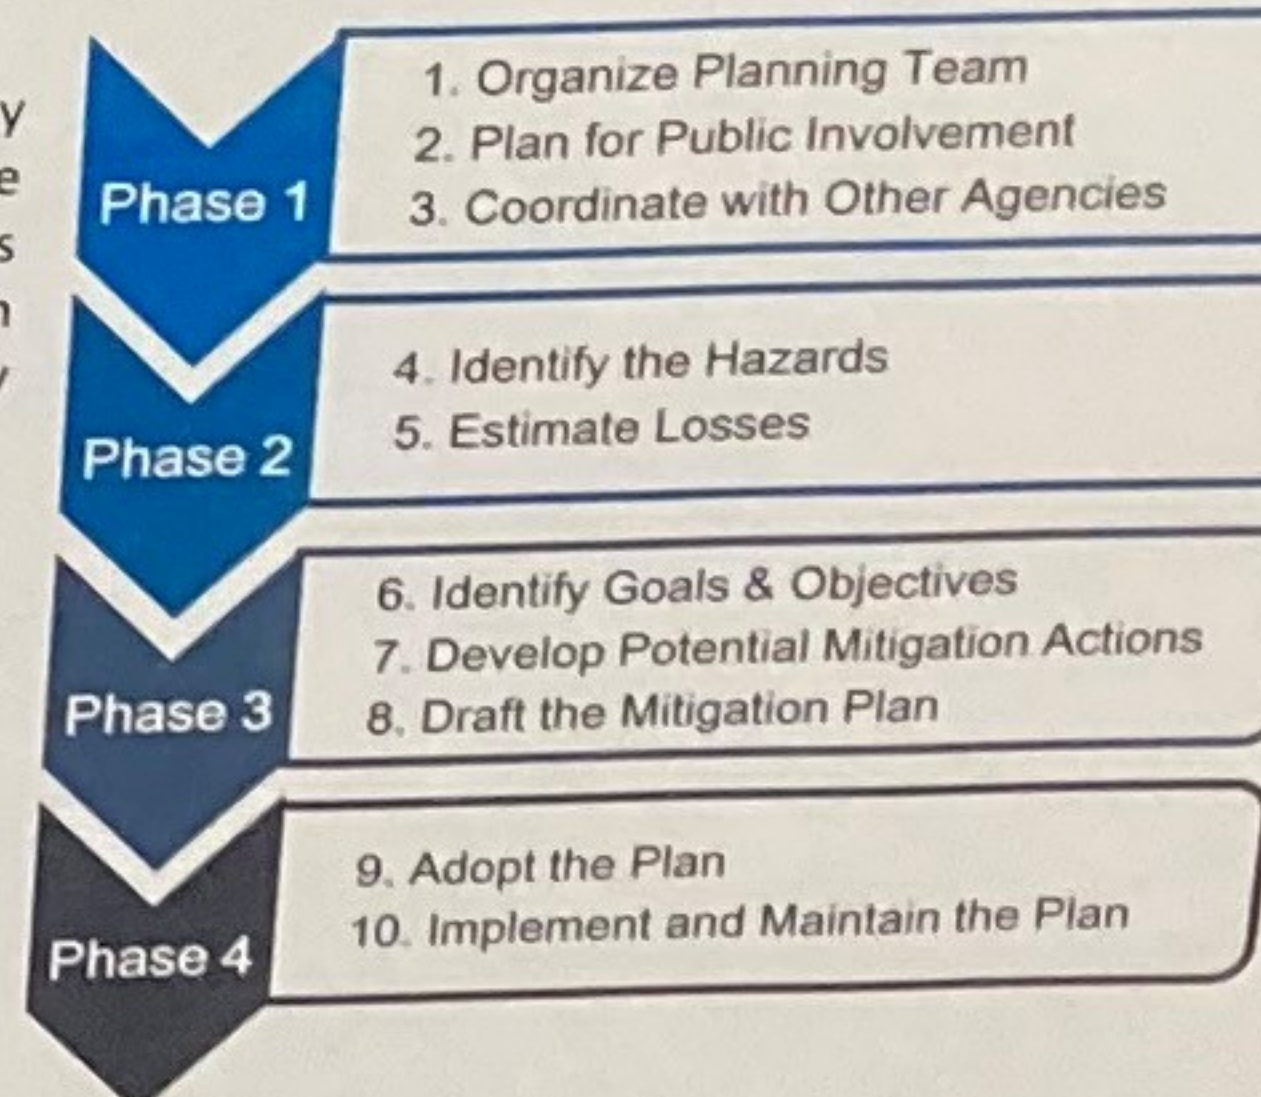 y
e
s
n
y
Phase 1
1. Organize Planning Team
2. Plan for Public Involvement
3. Coordinate with Other Agencies
Phase 2
4. Identify the Hazards
5. Estimate Losses
Phase 3
6. Identify Goals & Objectives
7. Develop Potential Mitigation Actions
8. Draft the Mitigation Plan
Phase 4
9. Adopt the Plan
10. Implement and Maintain the Plan